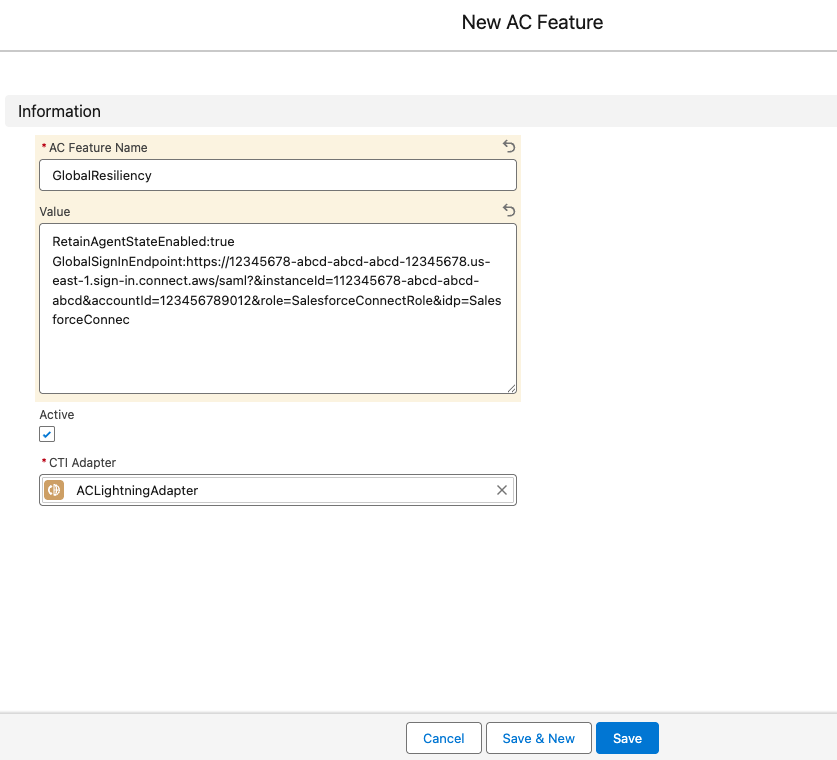 New AC Feature
Information
* AC Feature Name
GlobalResiliency
Value
RetainAgentStateEnabled:true
GlobalSignInEndpoint:https://12345678-abcd-abcd-abcd-12345678.us-
east-1.sign-in.connect.aws/saml?&instanceId=112345678-abcd-abcd-
abcd&accountId=123456789012&role=SalesforceConnectRole&idp=Sales
forceConnec
Active
* CTI Adapter
ACLightningAdapter
Cancel
Save & New
Save